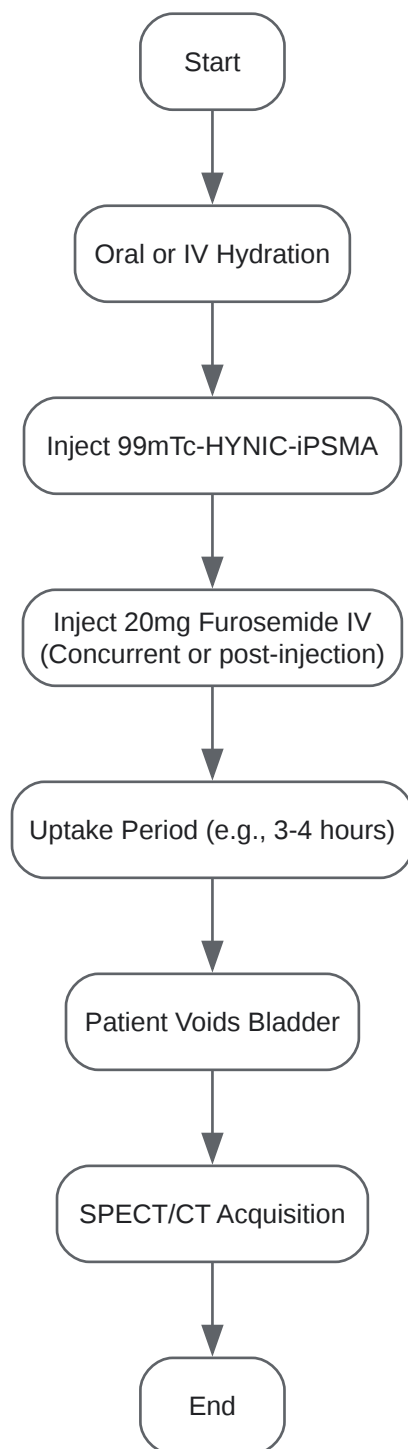 Start
Oral or IV Hydration
Inject 99mTc-HYNIC-iPSMA
Inject 20mg Furosemide IV
(Concurrent or post-injection)
Uptake Period (e.g., 3-4 hours)
Patient Voids Bladder
SPECT/CT Acquisition
End